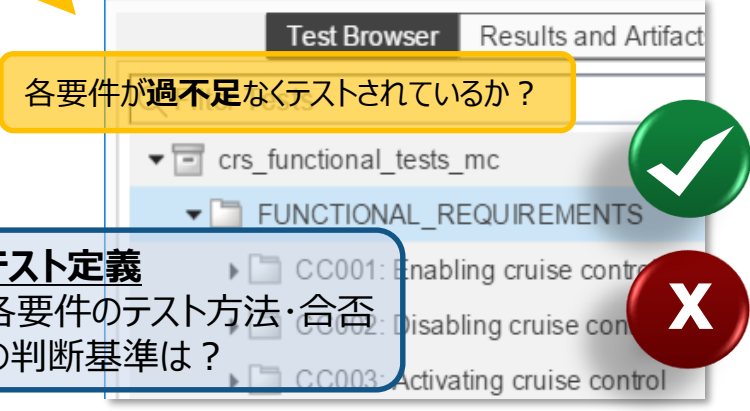 Test Browser Results and Artifact
各要件が過不足なくテストされているか？
crs_functional_tests_mc
FUNCTIONAL_REQUIREMENTS
CC001: Enabling cruise contr
CC002: Disabling cruise con
CC003: Activating cruise control
テスト定義
各要件のテスト方法・合否
の判断基準は？
X